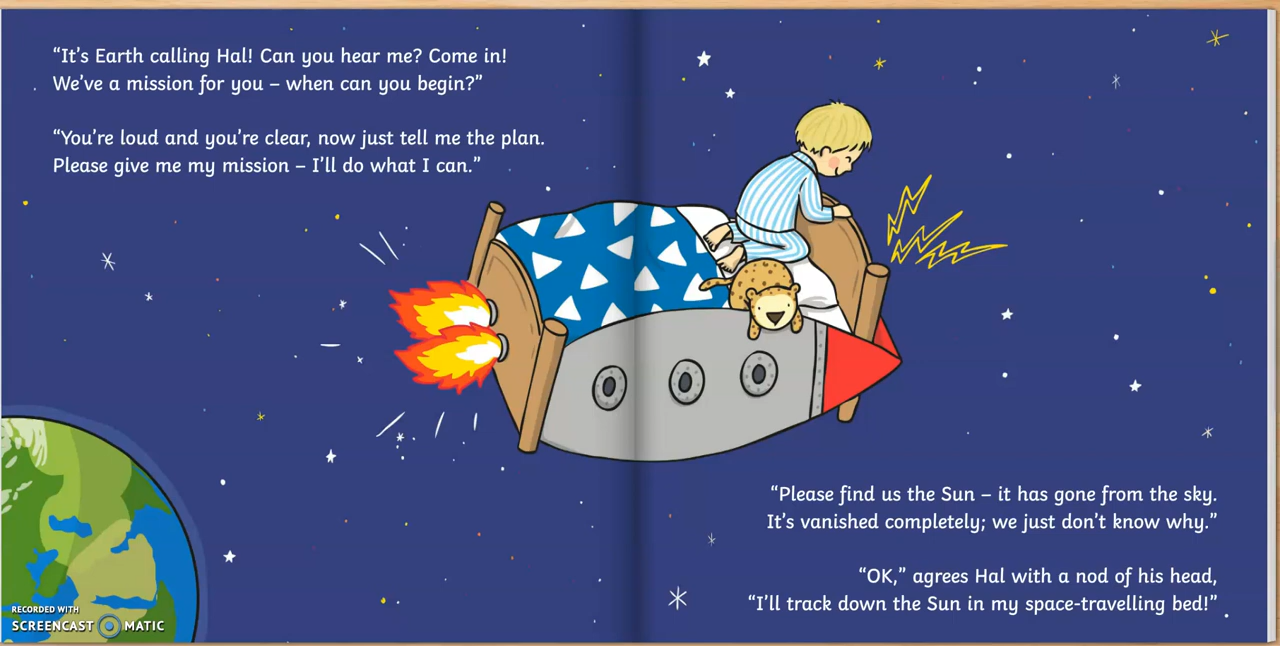 “It’s Earth calling Hal! Can you hear me? Come in!
We’ve a mission for you – when can you begin?”
“You’re loud and you’re clear, now just tell me the plan.
Please give me my mission – I’ll do what I can.”
“Please find us the Sun – it has gone from the sky.
It’s vanished completely; we just don’t know why.”
“OK,” agrees Hal with a nod of his head,
“I’ll track down the Sun in my space-travelling bed!”
RECORDED WITH
SCREENCAST MATIC